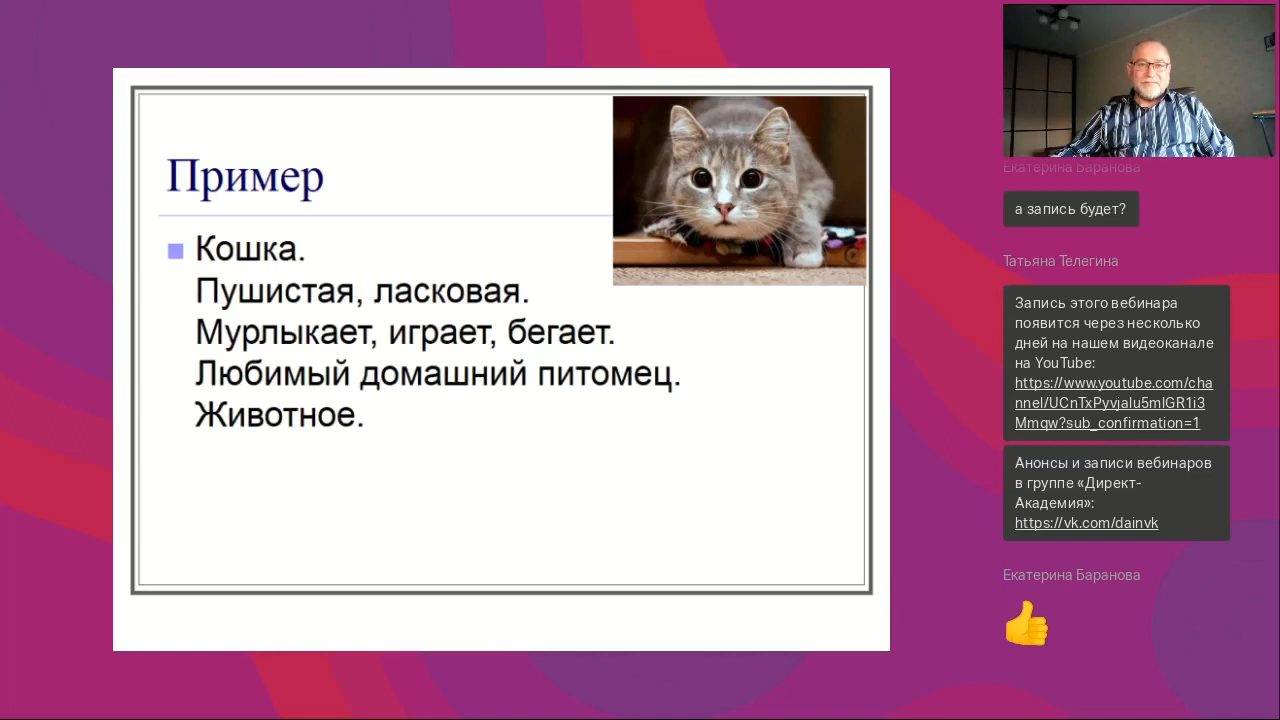 Пример
Кошка.
Пушистая, ласковая.
Мурлыкает, играет, бегает.
Любимый домашний питомец.
Животное.
Екатерина Баранова
а запись будет?
Татьяна Телегина
Запись этого вебинара
появится через несколько
дней на нашем видеоканале
на YouTube:
https://www.youtube.com/cha
nnel/UCnTxPyvjalu5mlGR1i3
Mmqw?sub_confirmation=1
Анонсы и записи вебинаров
в группе «Директ-
Академия»:
https://vk.com/dainvk
Екатерина Баранова